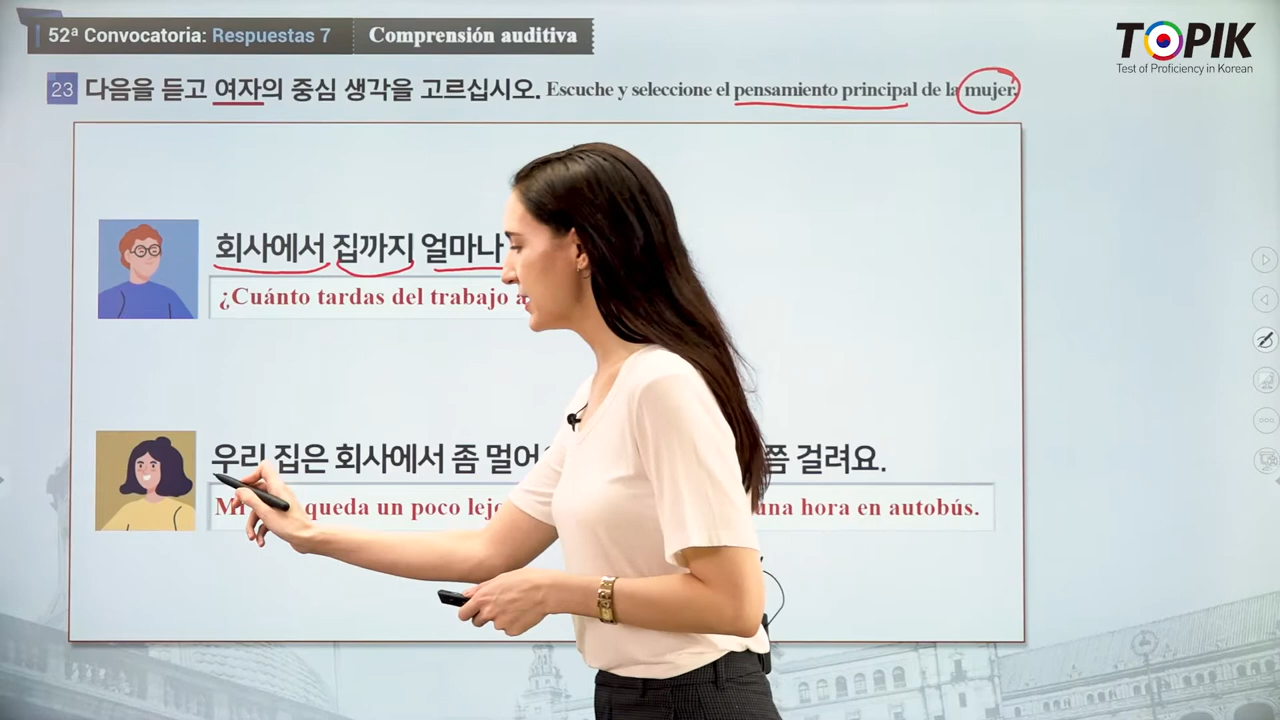 52ª Convocatoria: Respuestas 7 Comprensión auditiva
TOPIK
Test of Proficiency in Korean
23 다음을 듣고 여자의 중심 생각을 고르십시오. Escuche y seleccione el pensamiento principal de la mujer.
회사에서 집까지 얼마나
¿Cuánto tardas del trabajo a
우리 집은 회사에서 좀 멀어 쯤 걸려요.
Mi queda un poco lejo una hora en autobús.